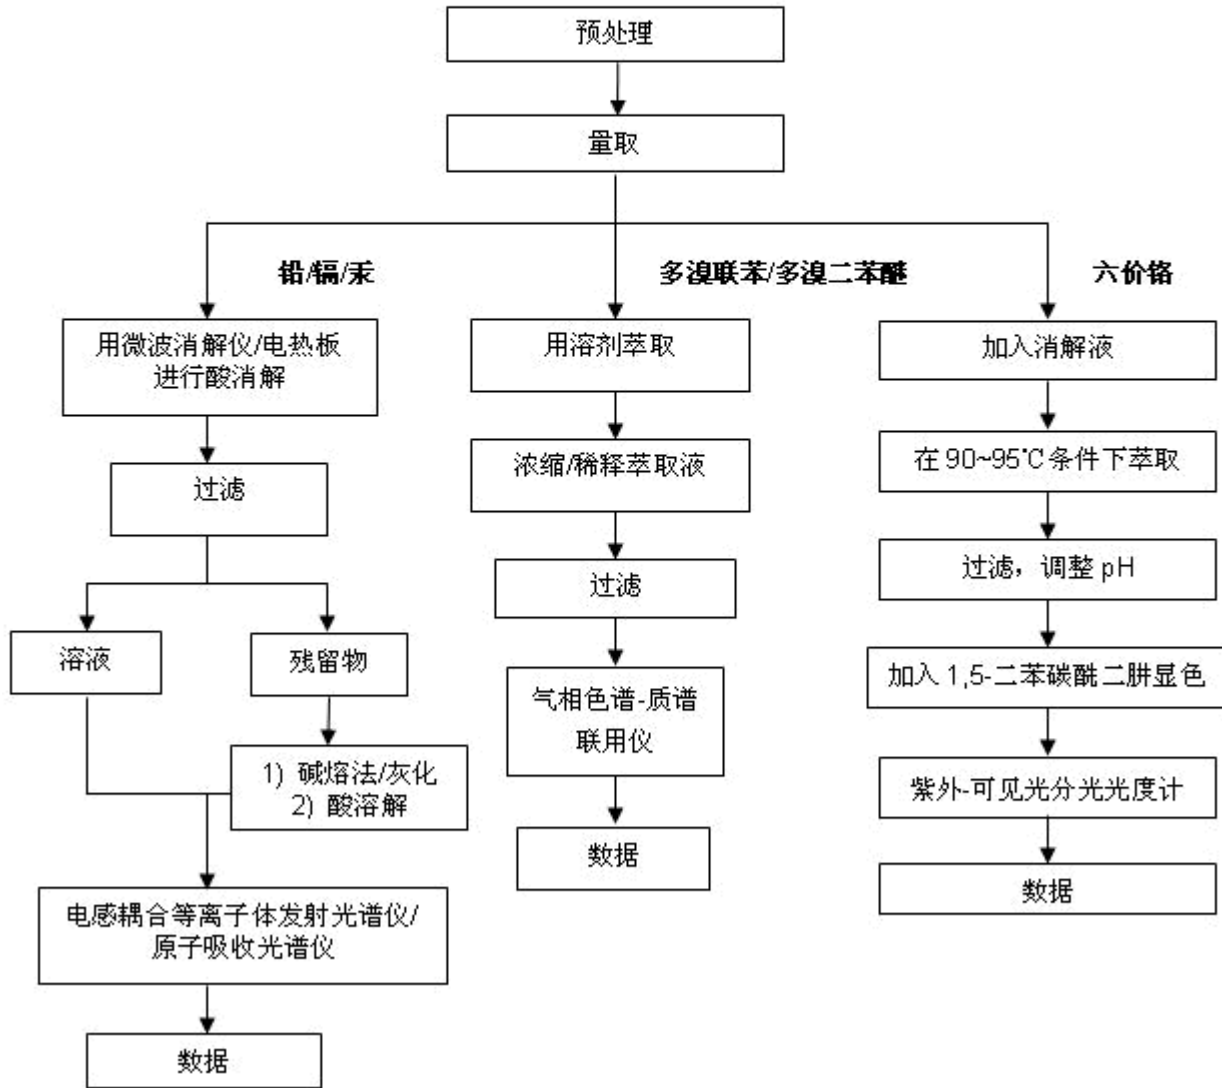 预处理
量取
铅/镉/汞
多溴联苯/多溴二苯醚
六价铬
用微波消解仪/电热板
进行酸消解
过滤
溶液
残留物
1) 碱熔法/灰化
2) 酸溶解
电感耦合等离子体发射光谱仪/
原子吸收光谱仪
数据
用溶剂萃取
浓缩/稀释萃取液
过滤
气相色谱-质谱
联用仪
数据
加入消解液
在90~95℃条件下萃取
过滤，调整 pH
加入1,5-二苯碳酰二肼显色
紫外-可见光分光光度计
数据